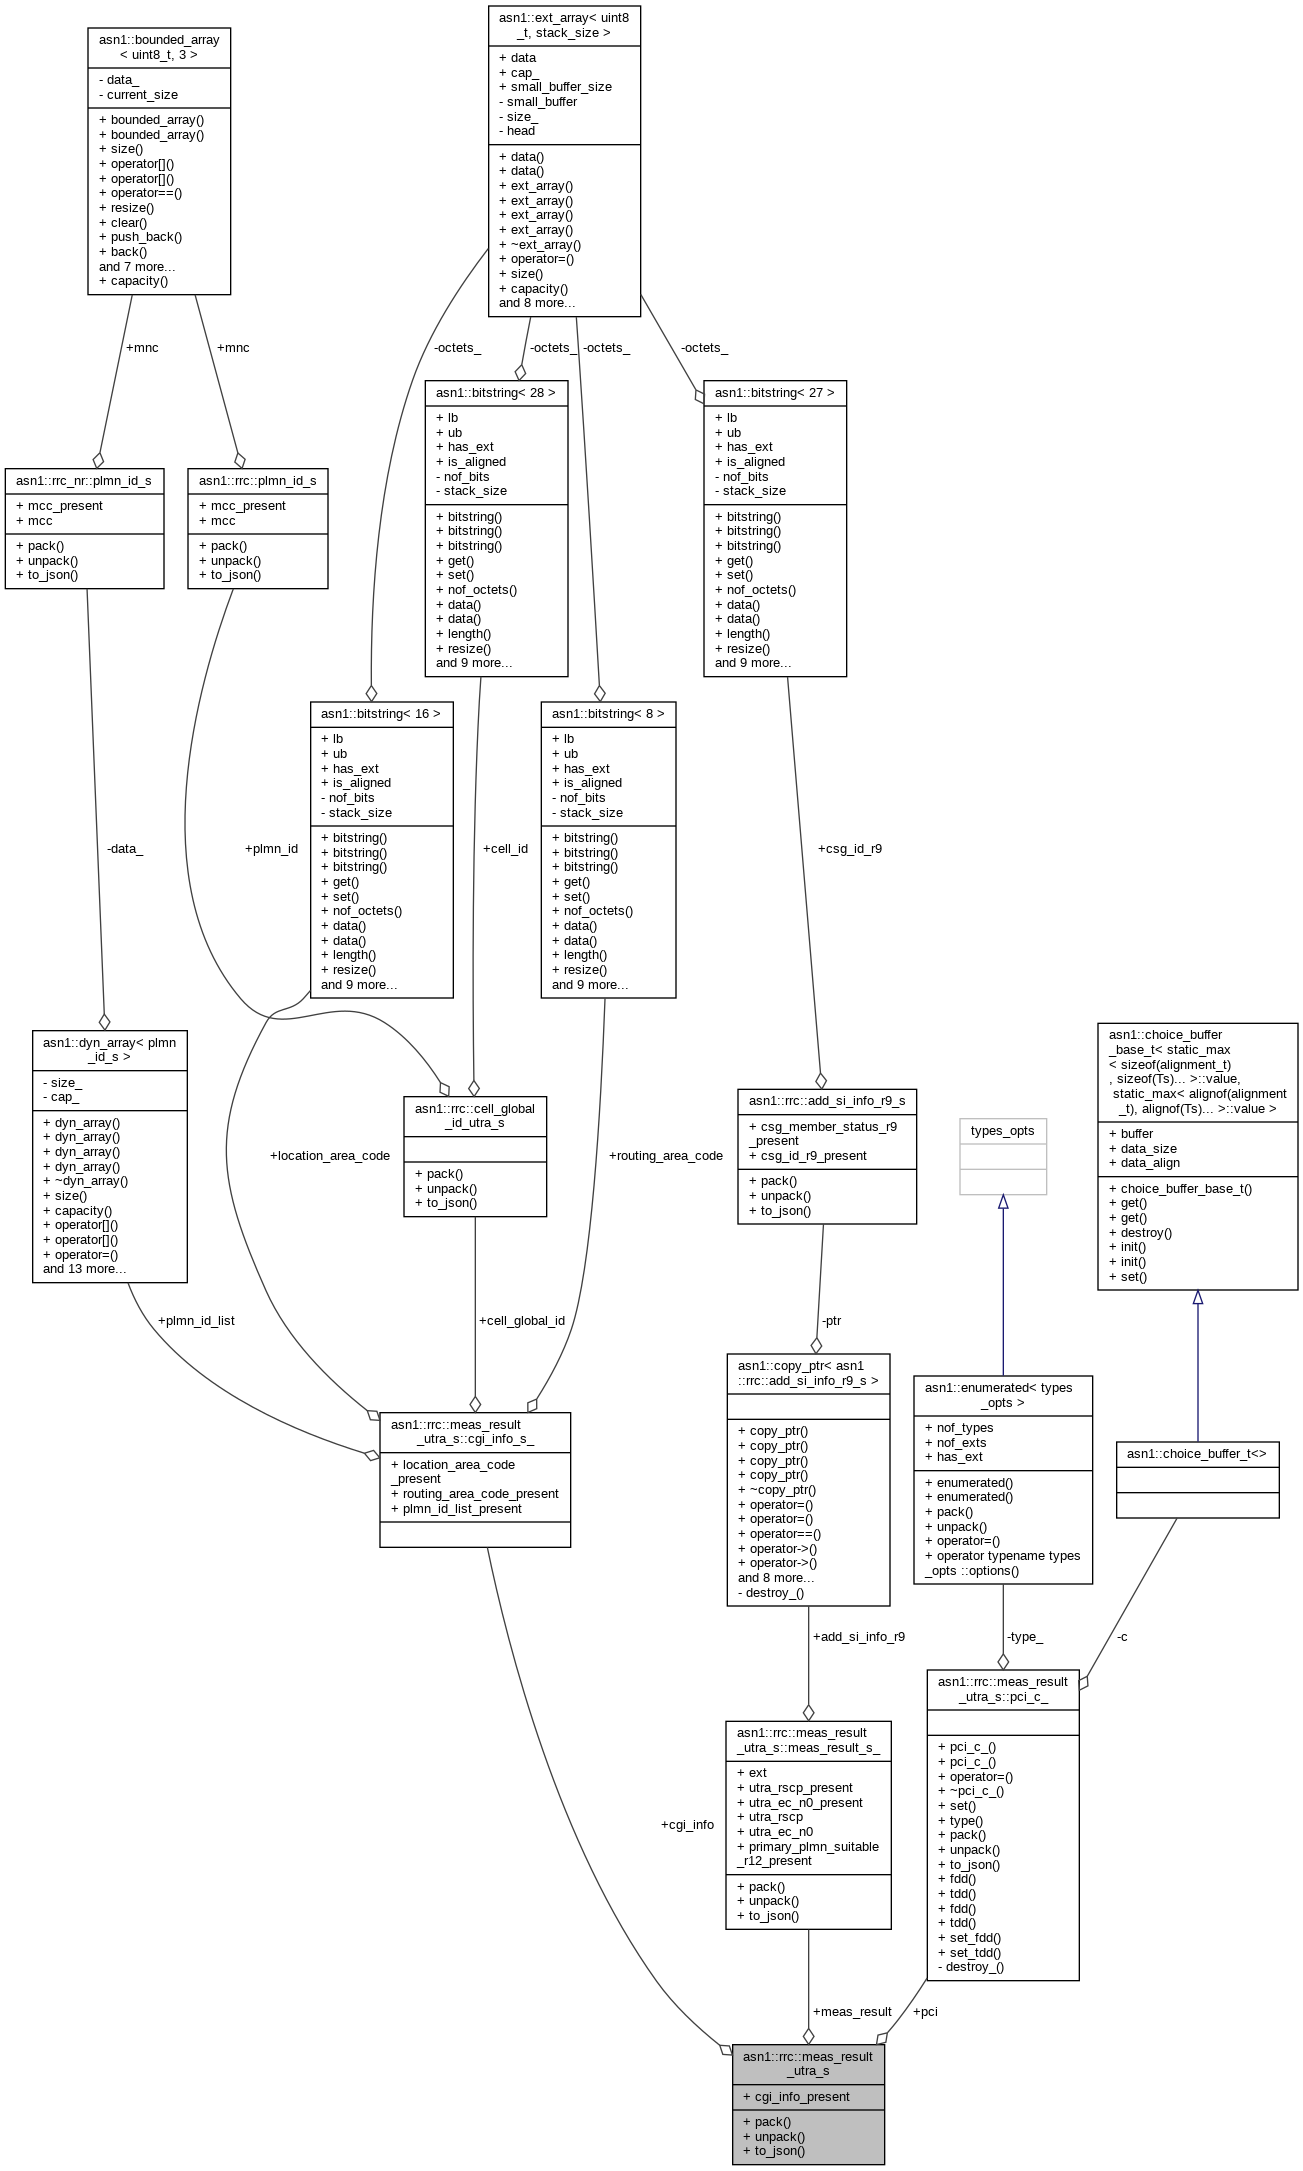 asn1::bounded_array
< uint8_t, 3 >
- data_
- current_size
+ bounded_array()
+ bounded_array()
+ size()
+ operator[]()
+ operator[]()
+ operator==()
+ resize()
+ clear()
+ push_back()
+ back()
and 7 more...
+ capacity()
asn1::ext_array< uint8
_t, stack_size >
+ data
+ cap_
+ small_buffer_size
- small_buffer
- size_
- head
+ data()
+ data()
+ ext_array()
+ ext_array()
+ ext_array()
+ ext_array()
+ ~ext_array()
+ operator=()
+ size()
+ capacity()
and 8 more...
+mnc
+mnc
-octets_
-octets_
-octets_
-octets_
asn1::rrc_nr::plmn_id_s
+ mcc_present
+ mcc
+ pack()
+ unpack()
+ to_json()
asn1::rrc::plmn_id_s
+ mcc_present
+ mcc
+ pack()
+ unpack()
+ to_json()
asn1::bitstring< 28 >
+ lb
+ ub
+ has_ext
+ is_aligned
- nof_bits
- stack_size
+ bitstring()
+ bitstring()
+ bitstring()
+ get()
+ set()
+ nof_octets()
+ data()
+ data()
+ length()
+ resize()
and 9 more...
asn1::bitstring< 27 >
+ lb
+ ub
+ has_ext
+ is_aligned
- nof_bits
- stack_size
+ bitstring()
+ bitstring()
+ bitstring()
+ get()
+ set()
+ nof_octets()
+ data()
+ data()
+ length()
+ resize()
and 9 more...
asn1::bitstring< 16 >
+ lb
+ ub
+ has_ext
+ is_aligned
- nof_bits
- stack_size
+ bitstring()
+ bitstring()
+ bitstring()
+ get()
+ set()
+ nof_octets()
+ data()
+ data()
+ length()
+ resize()
and 9 more...
asn1::bitstring< 8 >
+ lb
+ ub
+ has_ext
+ is_aligned
- nof_bits
- stack_size
+ bitstring()
+ bitstring()
+ bitstring()
+ get()
+ set()
+ nof_octets()
+ data()
+ data()
+ length()
+ resize()
and 9 more...
-data_
+plmn_id
+cell_id
+csg_id_r9
asn1::dyn_array< plmn
_id_s >
- size_
- cap_
+ dyn_array()
+ dyn_array()
+ dyn_array()
+ dyn_array()
+ ~dyn_array()
+ size()
+ capacity()
+ operator[]()
+ operator[]()
+ operator=()
and 13 more...
+location_area_code
asn1::rrc::cell_global
_id_utra_s
+ pack()
+ unpack()
+ to_json()
+routing_area_code
asn1::rrc::add_si_info_r9_s
+ csg_member_status_r9
_present
+ csg_id_r9_present
+ pack()
+ unpack()
+ to_json()
types_opts
asn1::choice_buffer
_base_t< static_max
< sizeof(alignment_t)
, sizeof(Ts)... >::value,
static_max< alignof(alignment
_t), alignof(Ts)... >::value >
+ buffer
+ data_size
+ data_align
+ choice_buffer_base_t()
+ get()
+ get()
+ destroy()
+ init()
+ init()
+ set()
+plmn_id_list
+cell_global_id
-ptr
asn1::rrc::meas_result
_utra_s::cgi_info_s_
+ location_area_code
_present
+ routing_area_code_present
+ plmn_id_list_present
asn1::copy_ptr< asn1
::rrc::add_si_info_r9_s >
+ copy_ptr()
+ copy_ptr()
+ copy_ptr()
+ copy_ptr()
+ ~copy_ptr()
+ operator=()
+ operator=()
+ operator==()
+ operator->()
+ operator->()
and 8 more...
- destroy_()
asn1::enumerated< types
_opts >
+ nof_types
+ nof_exts
+ has_ext
+ enumerated()
+ enumerated()
+ pack()
+ unpack()
+ operator=()
+ operator typename types
_opts ::options()
asn1::choice_buffer_t<>
+add_si_info_r9
-type_
-c
asn1::rrc::meas_result
_utra_s::meas_result_s_
+ ext
+ utra_rscp_present
+ utra_ec_n0_present
+ utra_rscp
+ utra_ec_n0
+ primary_plmn_suitable
_r12_present
+ pack()
+ unpack()
+ to_json()
asn1::rrc::meas_result
_utra_s::pci_c_
+ pci_c_()
+ pci_c_()
+ operator=()
+ ~pci_c_()
+ set()
+ type()
+ pack()
+ unpack()
+ to_json()
+ fdd()
+ tdd()
+ fdd()
+ tdd()
+ set_fdd()
+ set_tdd()
- destroy_()
+cgi_info
+meas_result
+pci
asn1::rrc::meas_result
_utra_s
+ cgi_info_present
+ pack()
+ unpack()
+ to_json()